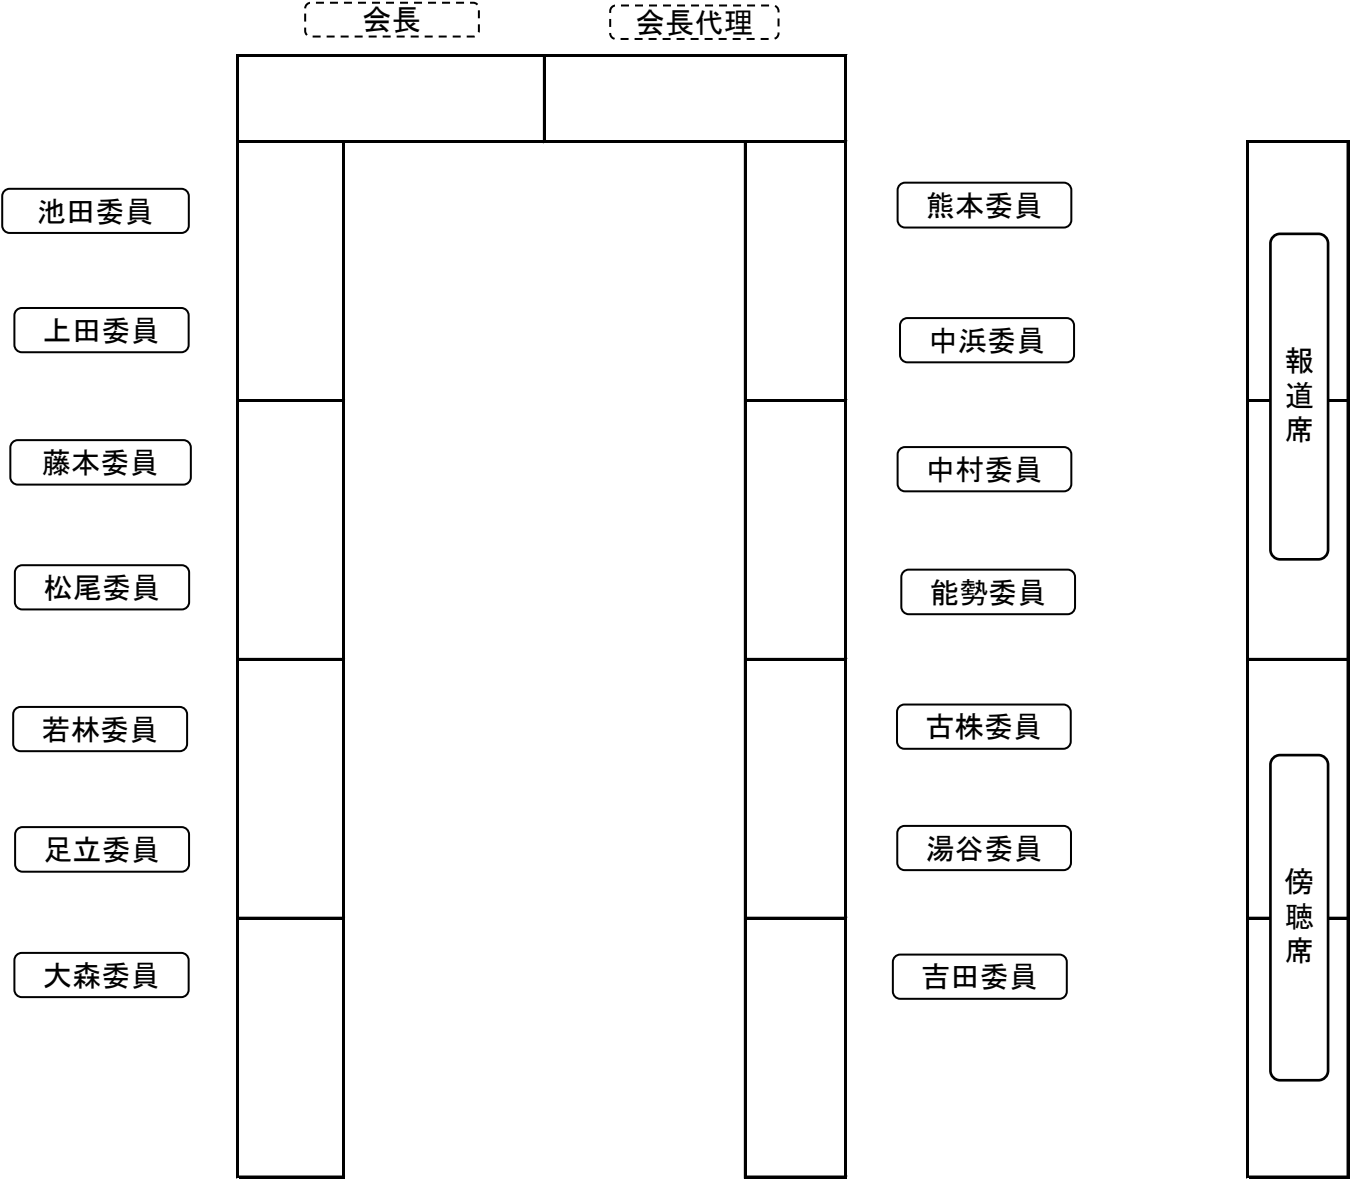 会長
会長代理
池田委員
上田委員
藤本委員
松尾委員
若林委員
足立委員
大森委員
熊本委員
中浜委員
中村委員
能勢委員
古株委員
湯谷委員
吉田委員
報道席
傍聴席